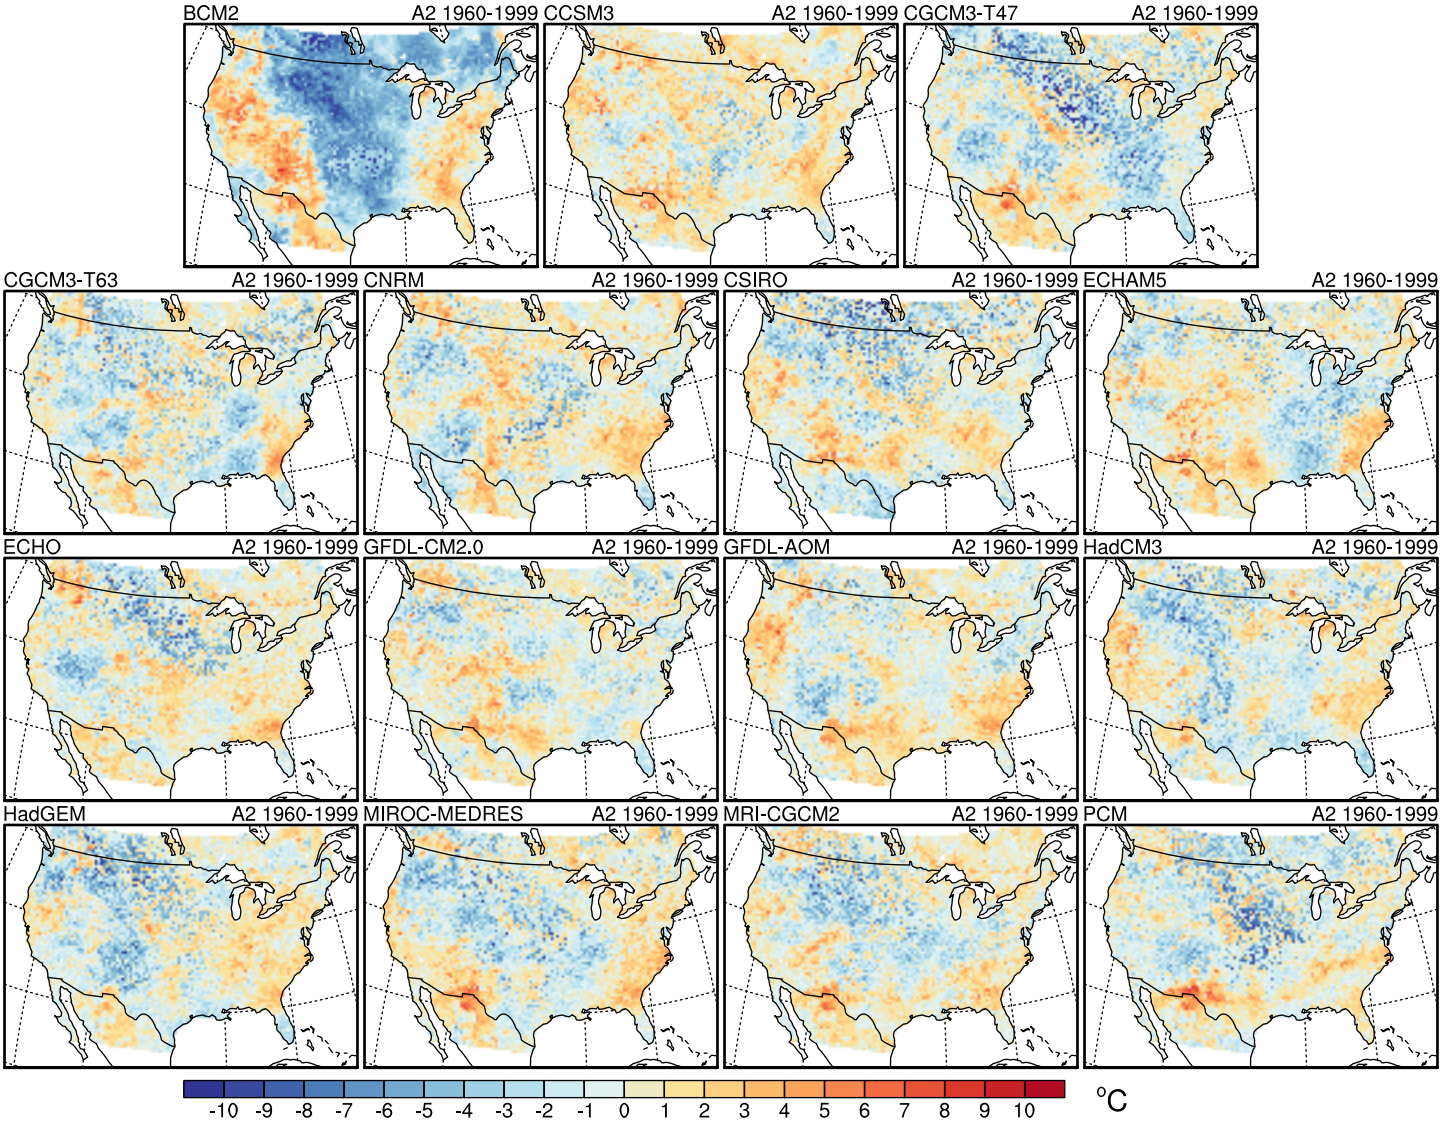 BCM2 A2 1960-1999 CCSM3 A2 1960-1999 CGCM3-T47 A2 1960-1999
CGCM3-T63 A2 1960-1999 CNRM A2 1960-1999 CSIRO A2 1960-1999 ECHAM5 A2 1960-1999
ECHO A2 1960-1999 GFDL-CM2.0 A2 1960-1999 GFDL-AOM A2 1960-1999 HadCM3 A2 1960-1999
HadGEM A2 1960-1999 MIROC-MEDRES A2 1960-1999 MRI-CGCM2 A2 1960-1999 PCM A2 1960-1999
-10 -9 -8 -7 -6 -5 -4 -3 -2 -1 0 1 2 3 4 5 6 7 8 9 10 °C